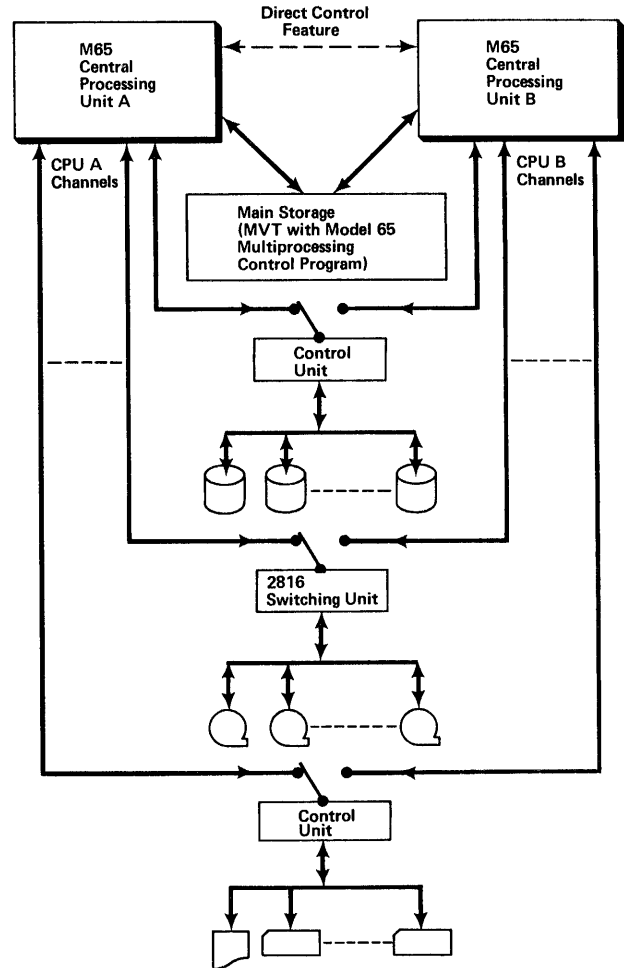 Direct Control
Feature
M65
Central
Processing
Unit A
M65
Central
Processing
Unit B
CPU A
Channels
CPU B
Channels
Main Storage
(MVT with Model 65
Multiprocessing
Control Program)
Control
Unit
2816
Switching Unit
Control
Unit